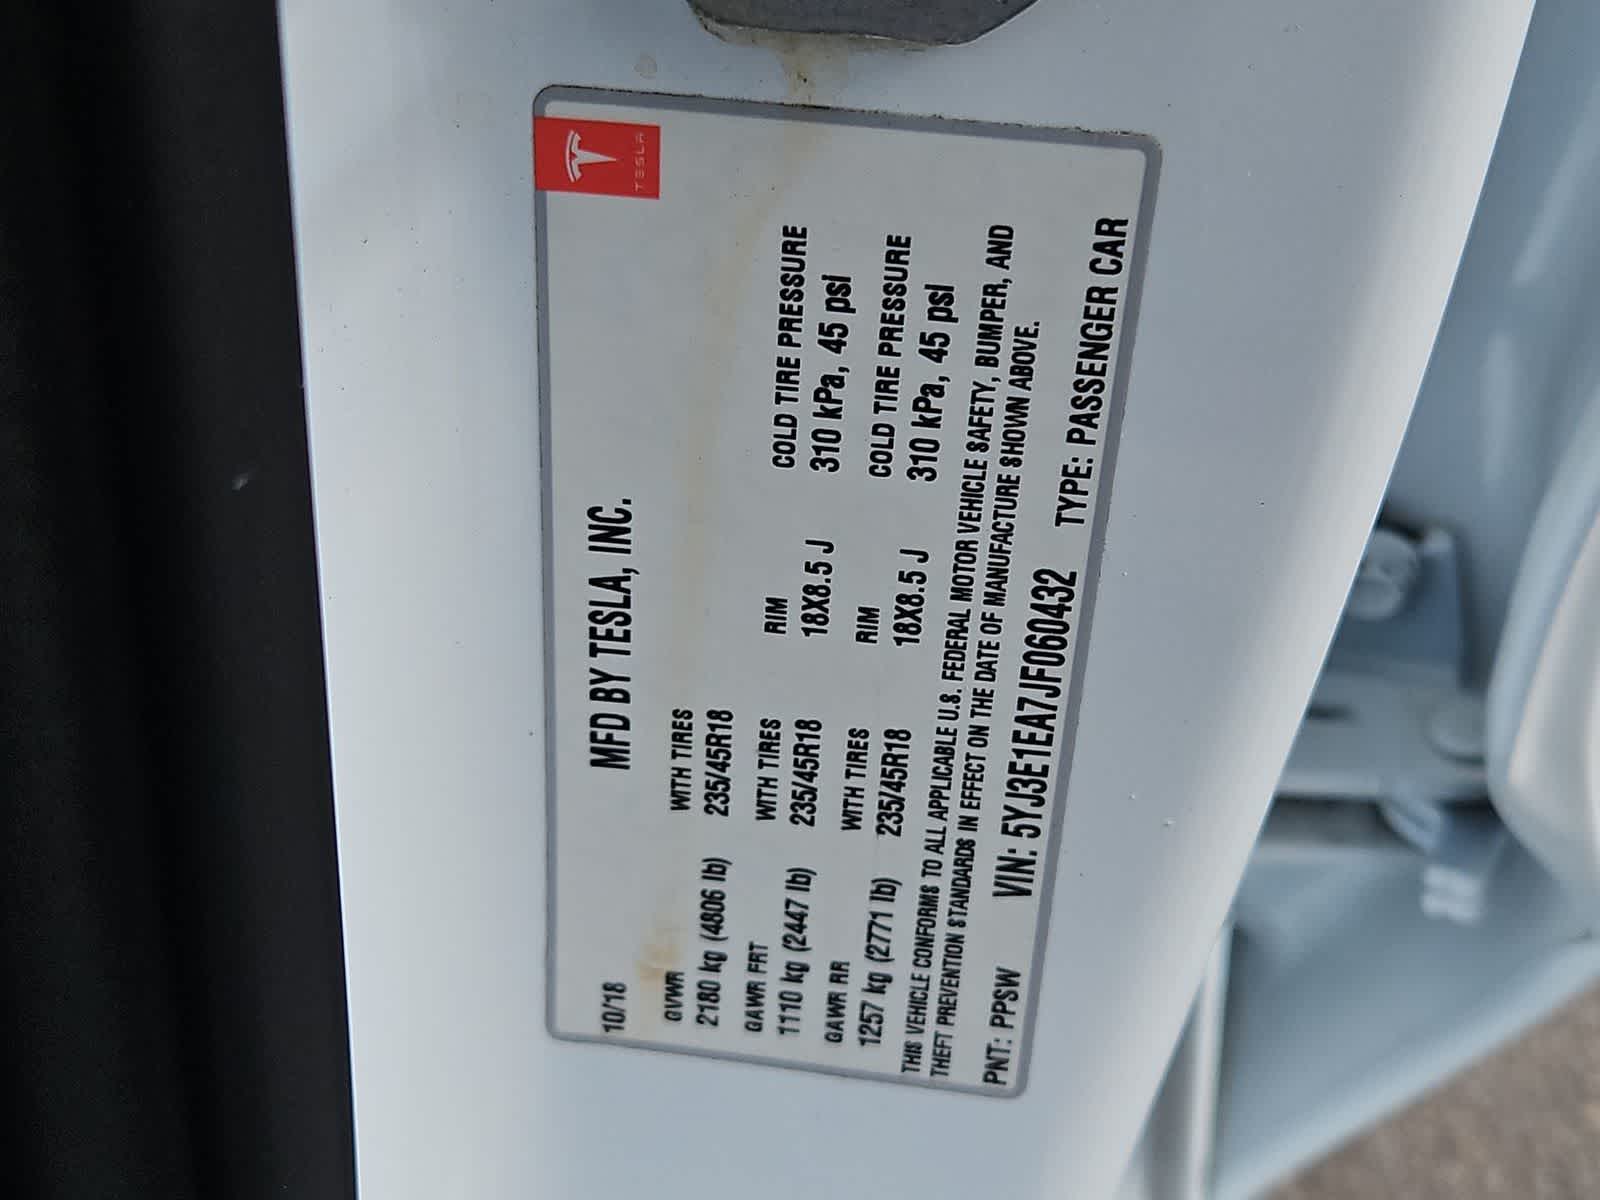 TESLA
MFD BY TESLA, INC.
10/18
GVWR WITH TIRES
2180 kg (4806 lb) 235/45R18
GAWR FRT WITH TIRES RIM COLD TIRE PRESSURE
1110 kg (2447 lb) 235/45R18 18X8.5 J 310 kPa, 45 psi
GAWR RR WITH TIRES RIM COLD TIRE PRESSURE
1257 kg (2771 lb) 235/45R18 18X8.5 J 310 kPa, 45 psi
THIS VEHICLE CONFORMS TO ALL APPLICABLE U.S. FEDERAL MOTOR VEHICLE SAFETY, BUMPER, AND
THEFT PREVENTION STANDARDS IN EFFECT ON THE DATE OF MANUFACTURE SHOWN ABOVE.
PNT: PPSW VIN: 5YJ3E1EA7JF060432 TYPE: PASSENGER CAR